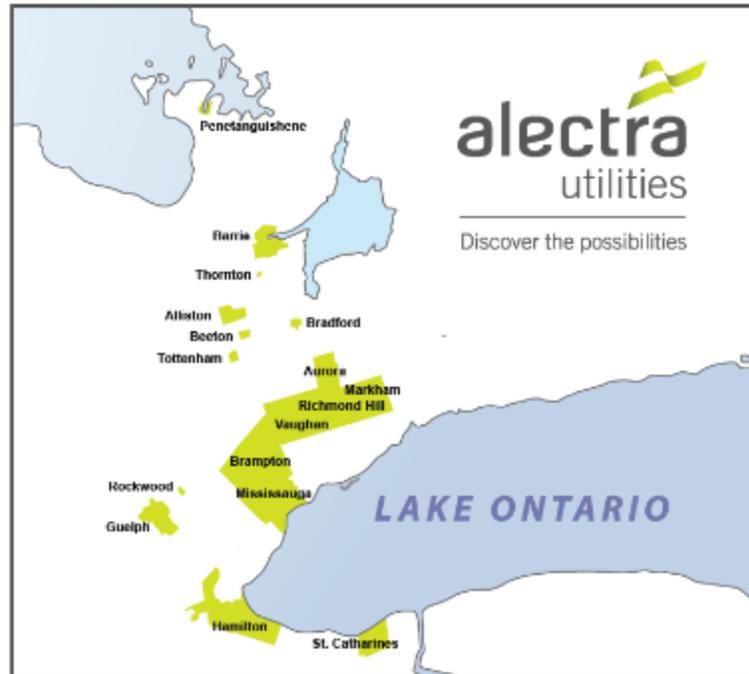 Penetanguishene
alectra
utilities
Discover the possibilities
Barrie
Thornton
Alliston
Bradford
Beeton
Tottenham
Aurora
Markham
Richmond Hill
Vaughan
Brampton
Rockwood
Mississauga
LAKE ONTARIO
Guelph
Hamilton
St. Catharines